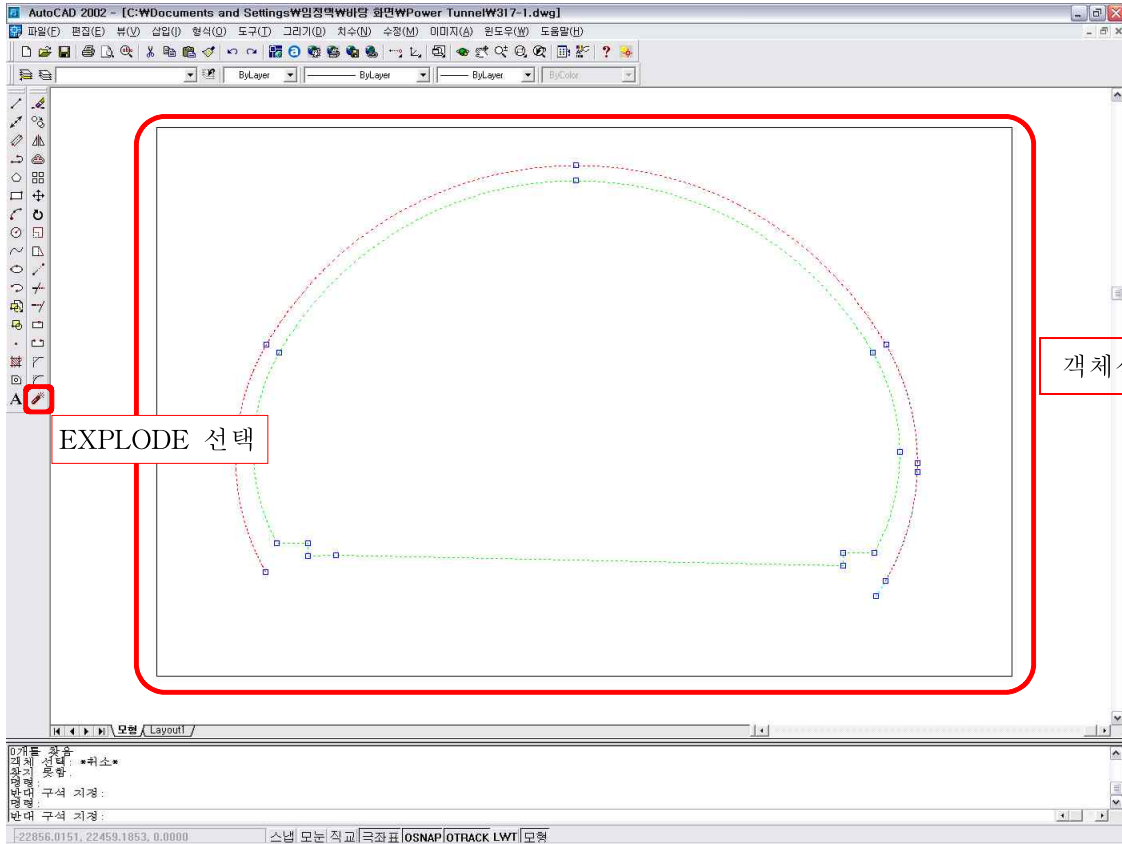 AutoCAD 2002 - [C:₩Documents and Settings₩임정맥₩바탕 화면₩Power Tunnel₩317-1.dwg]
파일(F) 편집(E) 뷰(V) 삽입(I) 형식(O) 도구(T) 그리기(D) 치수(N) 수정(M) 이미지(A) 윈도우(W) 도움말(H)
ByLayer ByLayer ByLayer ByColor
A
객체
EXPLODE 선택
모형 Layout1
0개를 찾음
객체 선택: *취소*
찾지 못함.
명령:
반대 구석 지정:
명령:
반대 구석 지정:
-22856.0151, 22459.1853, 0.0000 스냅 모눈 직교 극좌표 OSNAP OTRACK LWT 모형